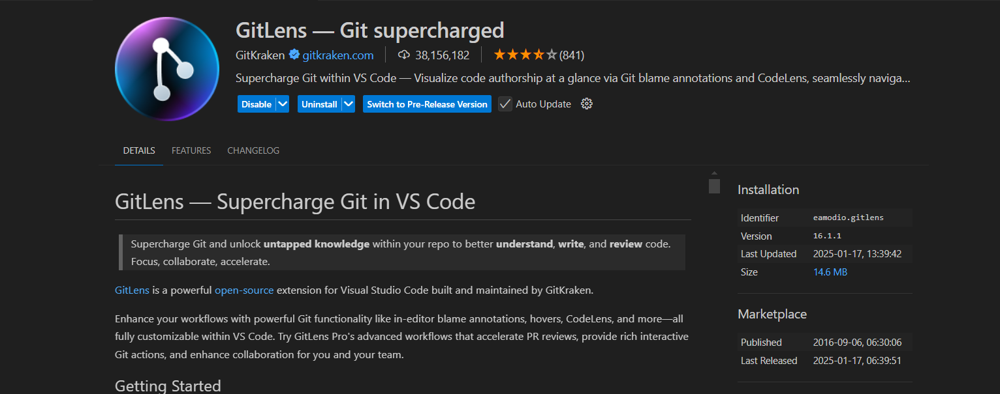 GitLens — Git supercharged
GitKraken gitkraken.com 38,156,182 (841)
Supercharge Git within VS Code — Visualize code authorship at a glance via Git blame annotations and CodeLens, seamlessly naviga...
Disable Uninstall Switch to Pre-Release Version Auto Update
DETAILS FEATURES CHANGELOG
GitLens — Supercharge Git in VS Code
Supercharge Git and unlock untapped knowledge within your repo to better understand, write, and review code.
Focus, collaborate, accelerate.
GitLens is a powerful open-source extension for Visual Studio Code built and maintained by GitKraken.
Enhance your workflows with powerful Git functionality like in-editor blame annotations, hovers, CodeLens, and more—all
fully customizable within VS Code. Try GitLens Pro's advanced workflows that accelerate PR reviews, provide rich interactive
Git actions, and enhance collaboration for you and your team.
Getting Started
Installation
Identifier eamodio.gitlens
Version 16.1.1
Last Updated 2025-01-17, 13:39:42
Size 14.6 MB
Marketplace
Published 2016-09-06, 06:30:06
Last Released 2025-01-17, 06:39:51